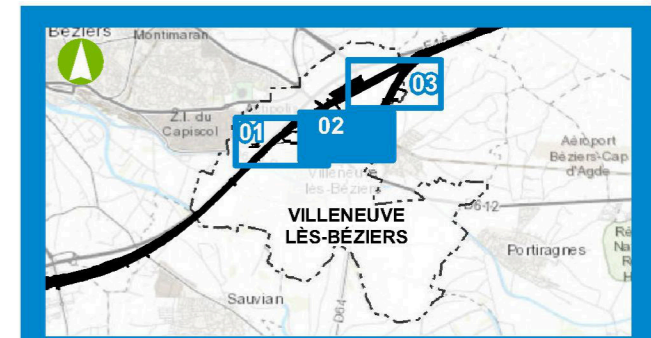 Béziers
Montimaran
03
Z.I. du
Capiscol
01
02
Aéroport
Béziers-Cap
d'Agde
Villeneuve
lès-Béziers
VILLENEUVE
LÈS-BÉZIERS
D612
Portiragnes
Sauvian
D64